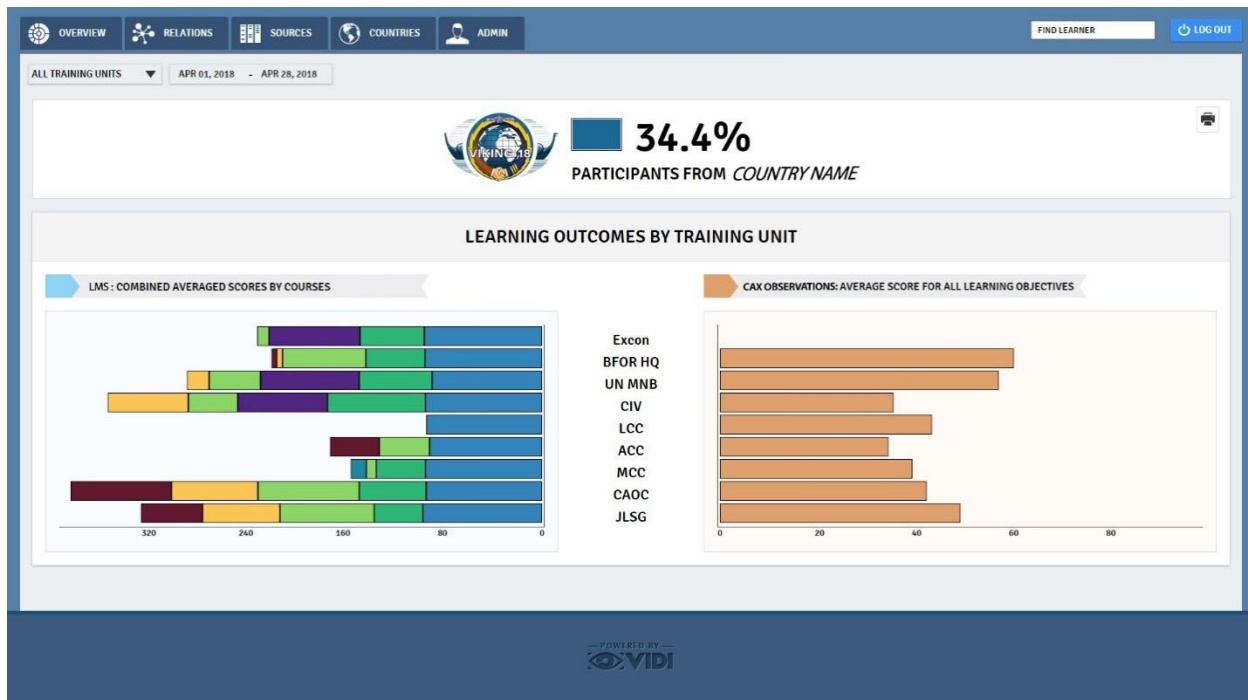 OVERVIEW RELATIONS SOURCES COUNTRIES ADMIN FIND LEARNER LOG OUT
ALL TRAINING UNITS APR 01, 2018 - APR 28, 2018
VIKING 18
34.4%
PARTICIPANTS FROM COUNTRY NAME
LEARNING OUTCOMES BY TRAINING UNIT
LMS : COMBINED AVERAGED SCORES BY COURSES
CAX OBSERVATIONS: AVERAGE SCORE FOR ALL LEARNING OBJECTIVES
Excon
BFOR HQ
UN MNB
CIV
LCC
ACC
MCC
CAOC
JLSG
320 240 160 80 0
0 20 40 60 80
POWERED BY
VIDI